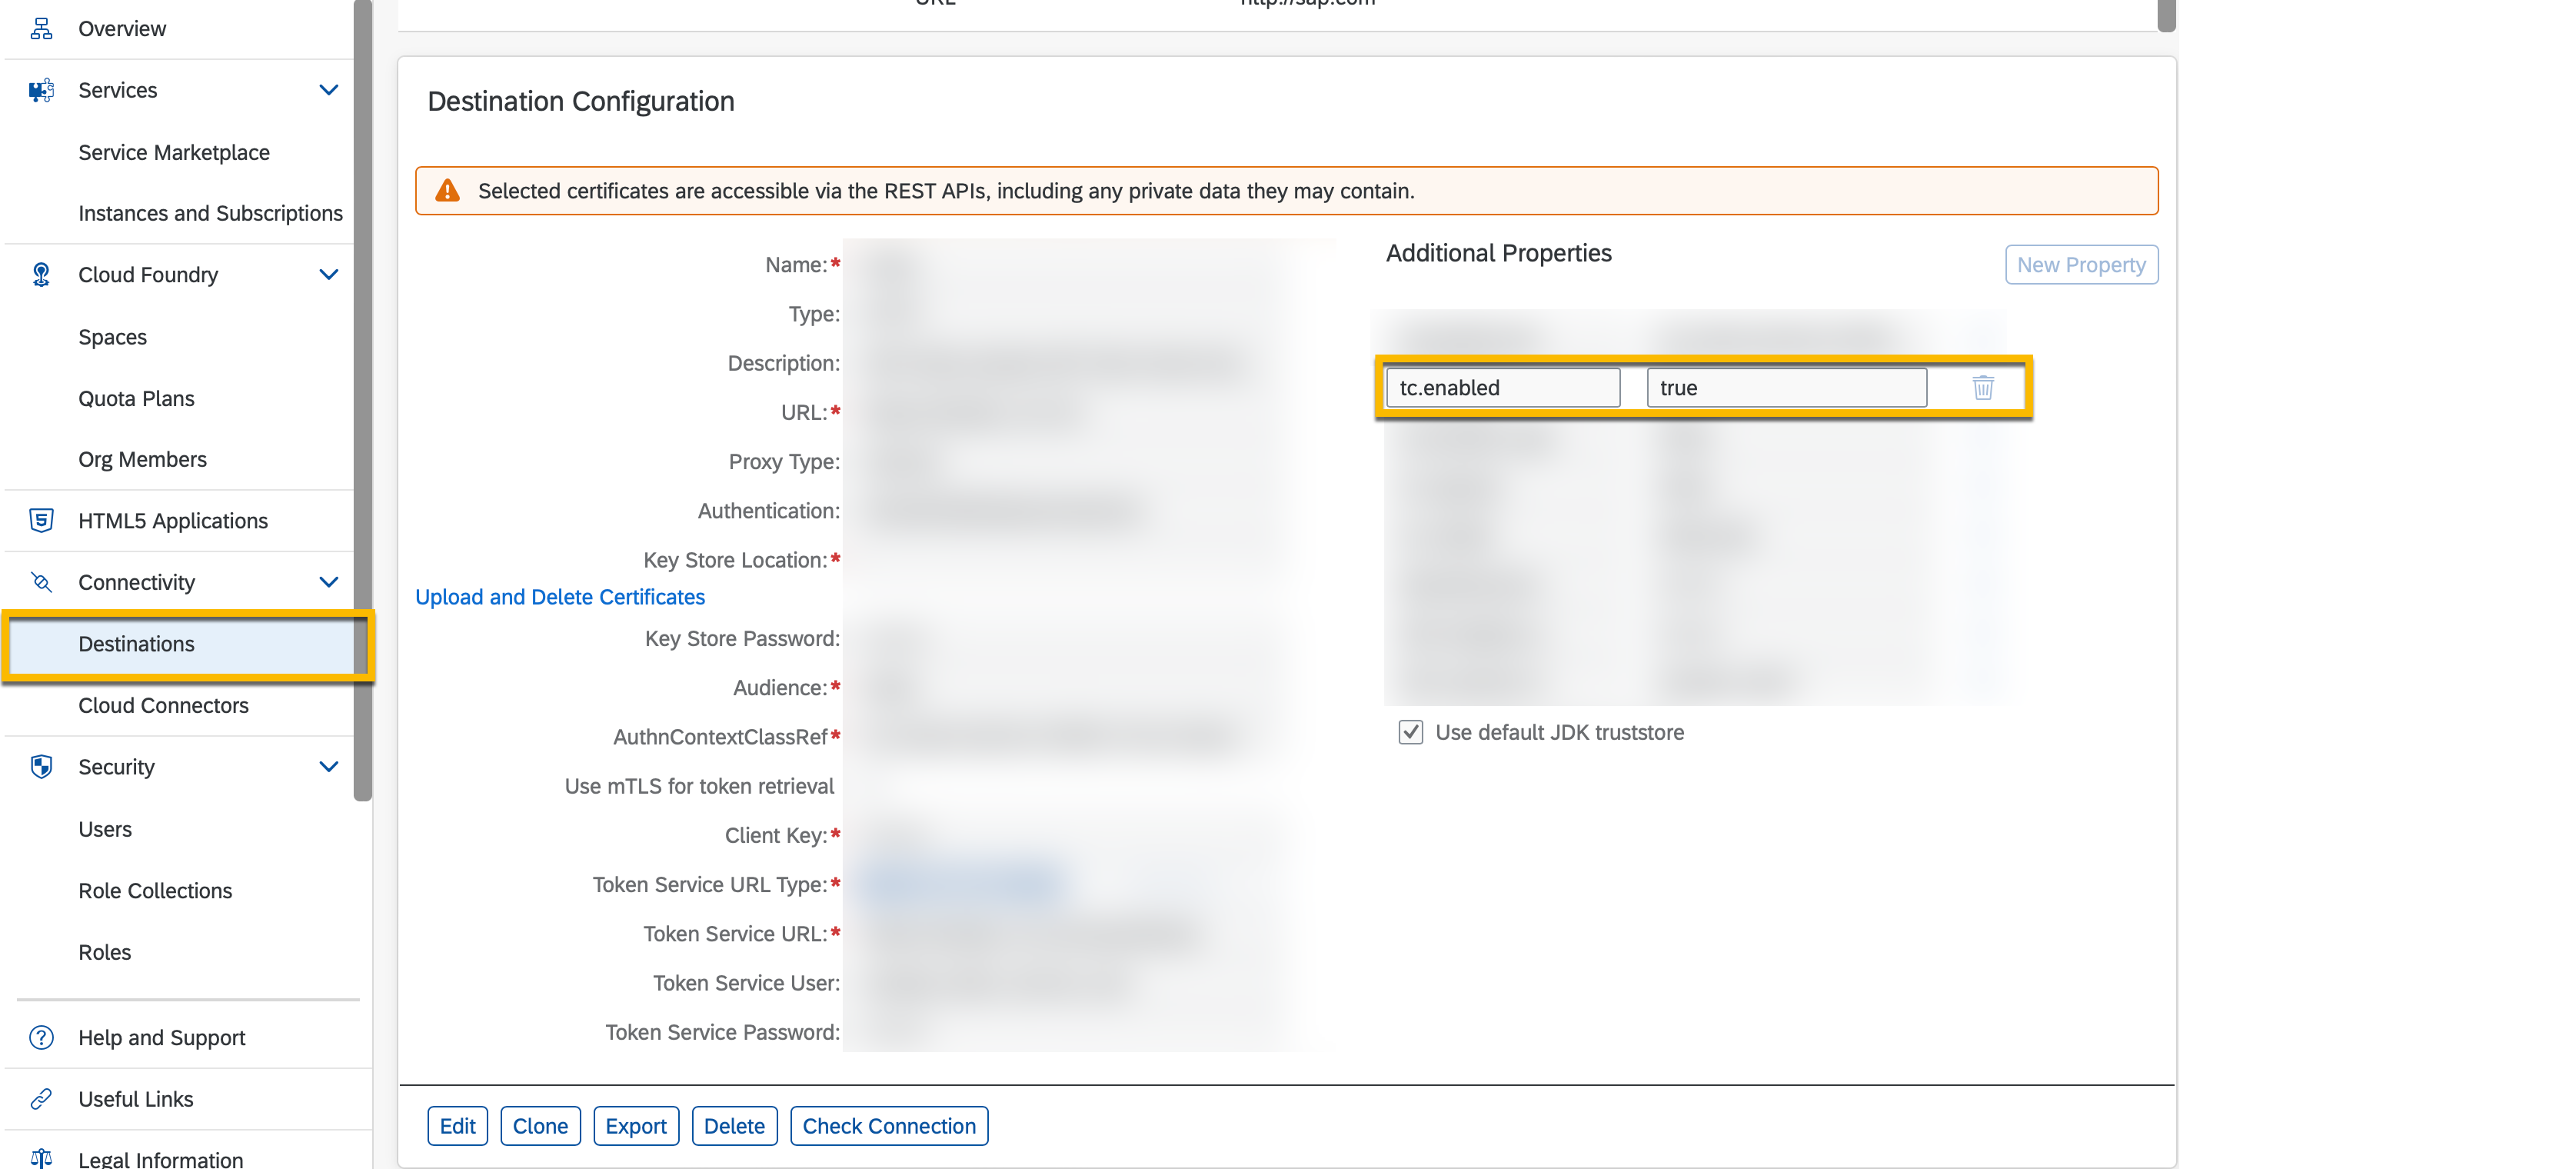 Overview
Services
Service Marketplace
Instances and Subscriptions
Cloud Foundry
Spaces
Quota Plans
Org Members
HTML5 Applications
Connectivity
Destinations
Cloud Connectors
Security
Users
Role Collections
Roles
Help and Support
Useful Links
Legal Information
URL http://sap.com
Destination Configuration
Selected certificates are accessible via the REST APIs, including any private data they may contain.
Name:*
Type:
Description:
URL:*
Proxy Type:
Authentication:
Key Store Location:*
Upload and Delete Certificates
Key Store Password:
Audience:*
AuthnContextClassRef*
Use mTLS for token retrieval
Client Key:*
Token Service URL Type:*
Token Service URL:*
Token Service User:
Token Service Password:
Additional Properties
New Property
tc.enabled true
Use default JDK truststore
Edit Clone Export Delete Check Connection